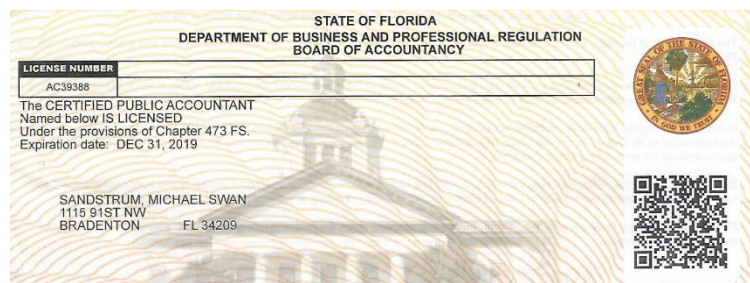 STATE OF FLORIDA
DEPARTMENT OF BUSINESS AND PROFESSIONAL REGULATION
BOARD OF ACCOUNTANCY
LICENSE NUMBER
AC39388
The CERTIFIED PUBLIC ACCOUNTANT
Named below IS LICENSED
Under the provisions of Chapter 473 FS.
Expiration date: DEC 31, 2019
SANDSTRUM, MICHAEL SWAN
1115 91ST NW
BRADENTON FL 34209
GREAT SEAL OF THE STATE OF FLORIDA
IN GOD WE TRUST